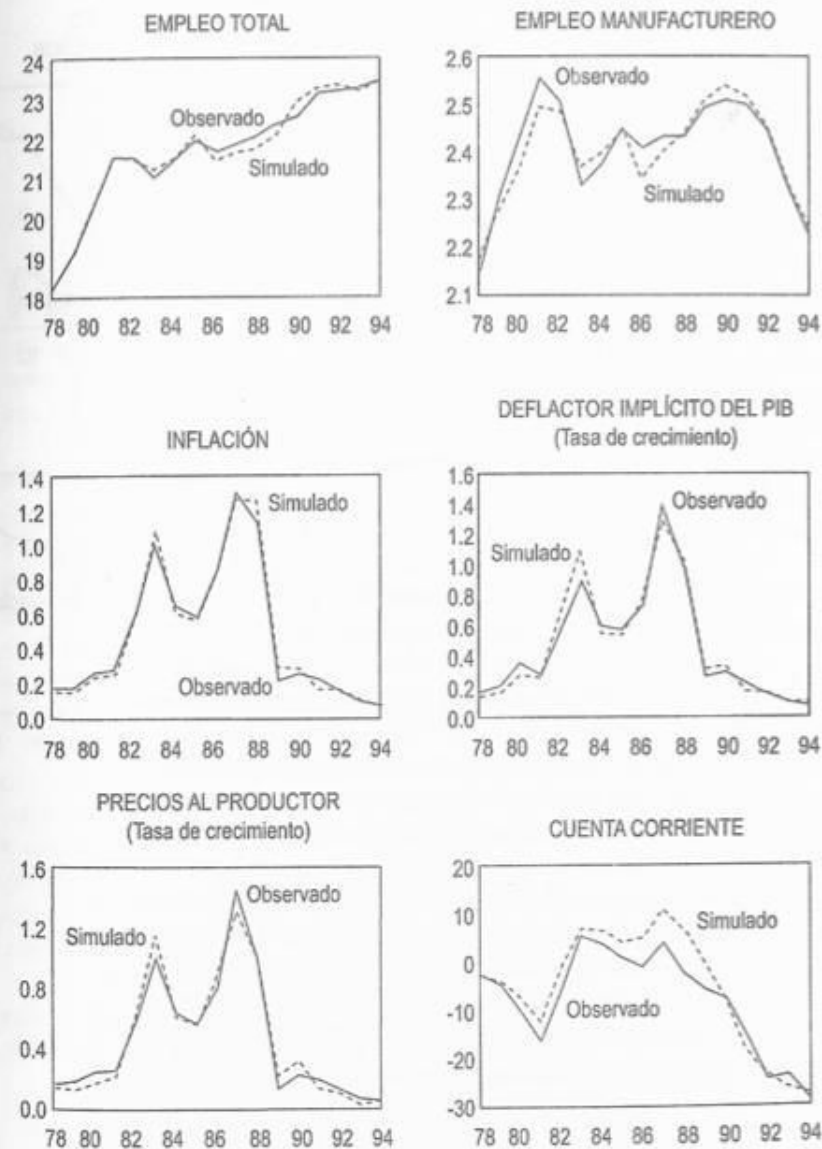 EMPLEO TOTAL
24
23
22
21
20
19
18
Observado
Simulado
78 80 82 84 86 88 90 92 94
EMPLEO MANUFACTURERO
2.6
2.5
2.4
2.3
2.2
2.1
Observado
Simulado
78 80 82 84 86 88 90 92 94
INFLACIÓN
1.4
1.2
1.0
0.8
0.6
0.4
0.2
0.0
Simulado
Observado
78 80 82 84 86 88 90 92 94
DEFLACTOR IMPLÍCITO DEL PIB
(Tasa de crecimiento)
1.6
1.4
1.2
1.0
0.8
0.6
0.4
0.2
0.0
Observado
Simulado
78 80 82 84 86 88 90 92 94
PRECIOS AL PRODUCTOR
(Tasa de crecimiento)
1.6
1.2
0.8
0.4
0.0
Observado
Simulado
78 80 82 84 86 88 90 92 94
CUENTA CORRIENTE
20
10
0
-10
-20
-30
Simulado
Observado
78 80 82 84 86 88 90 92 94